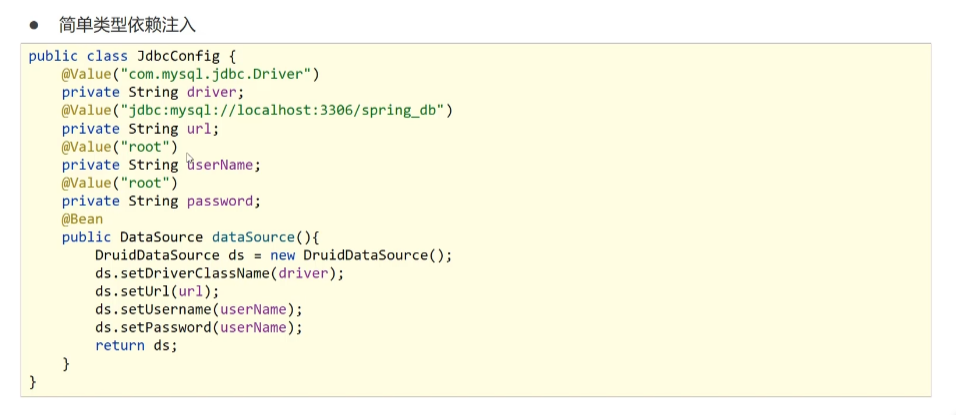 ● 简单类型依赖注入
public class JdbcConfig {
    @Value("com.mysql.jdbc.Driver")
    private String driver;
    @Value("jdbc:mysql://localhost:3306/spring_db")
    private String url;
    @Value("root")
    private String userName;
    @Value("root")
    private String password;
    @Bean
    public DataSource dataSource(){
        DruidDataSource ds = new DruidDataSource();
        ds.setDriverClassName(driver);
        ds.setUrl(url);
        ds.setUsername(userName);
        ds.setPassword(userName);
        return ds;
    }
}